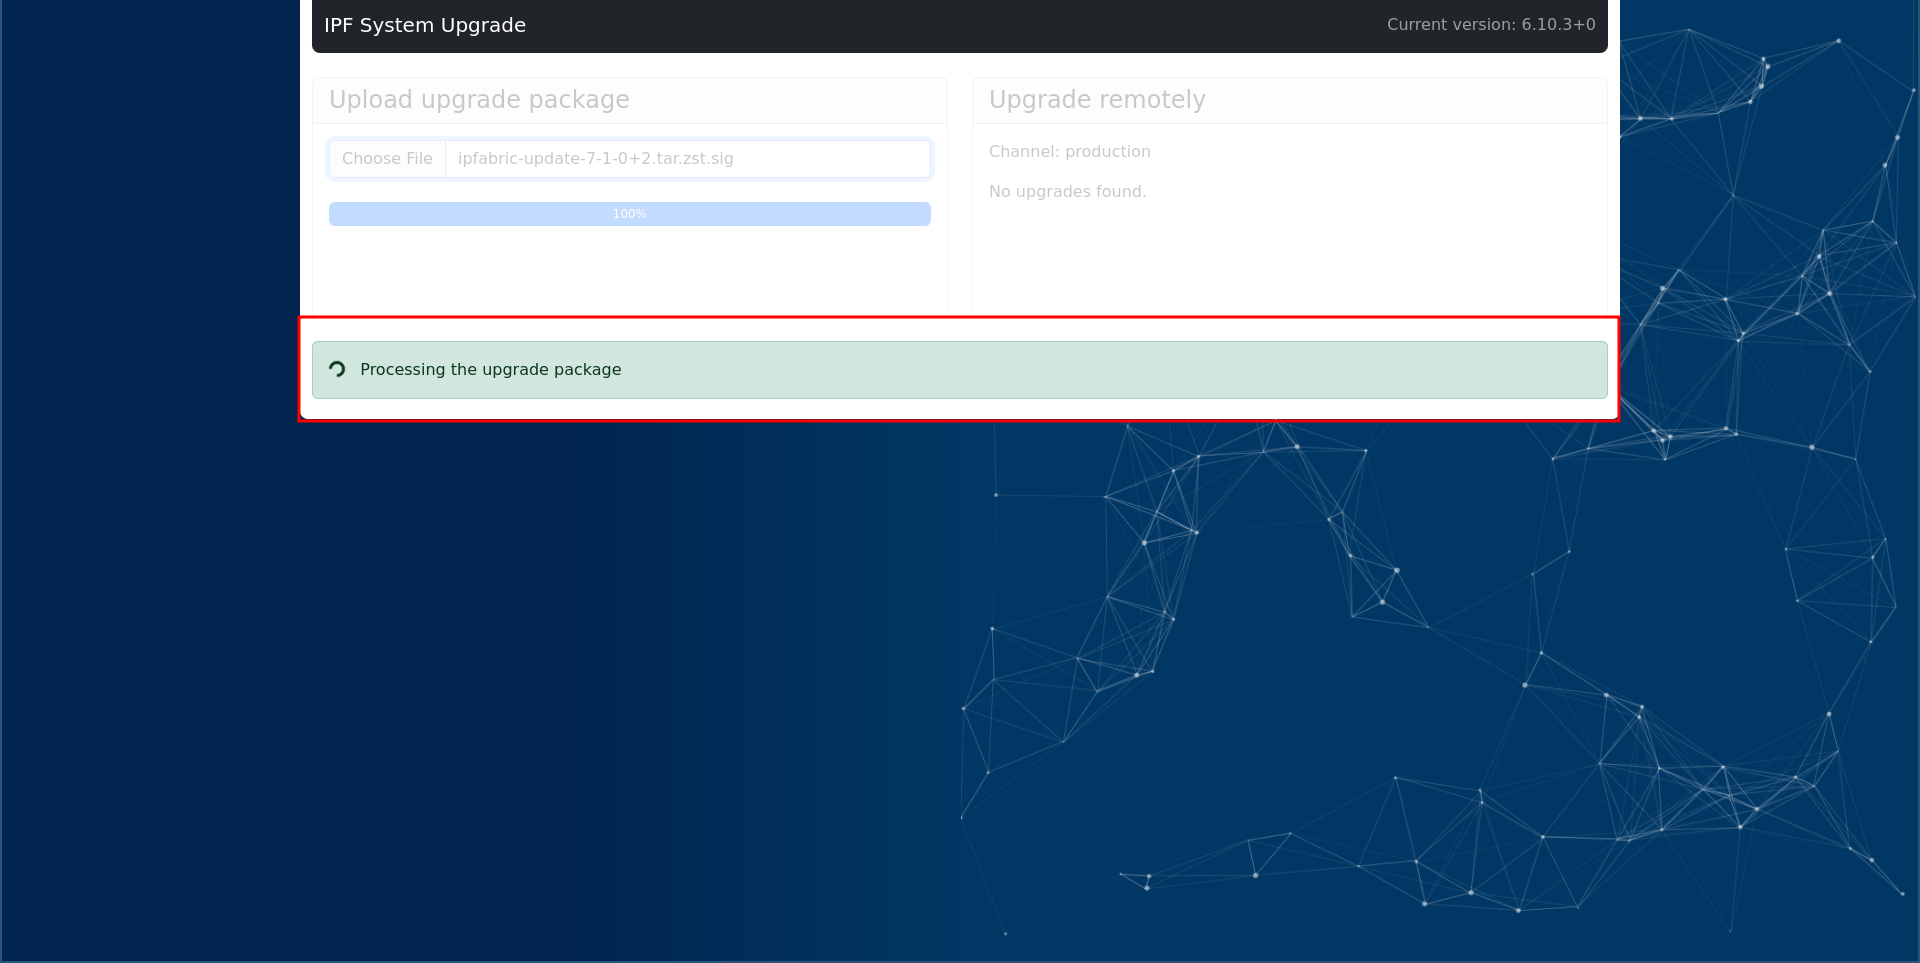 IPF System Upgrade
Current version: 6.10.3+0
Upload upgrade package
Choose File ipfabric-update-7-1-0+2.tar.zst.sig
100%
Upgrade remotely
Channel: production
No upgrades found.
Processing the upgrade package